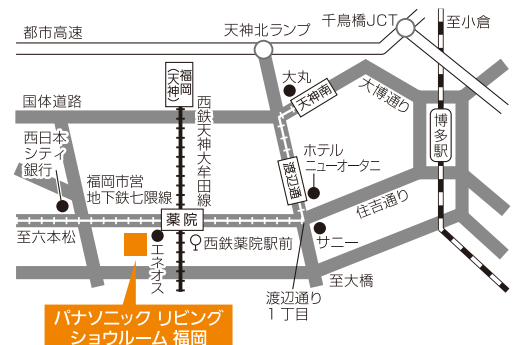 都市高速
天神北ランプ
千鳥橋JCT
至小倉
福岡
(天神)
大丸
天神南
大博通り
国体道路
西鉄天神大牟田線
博多駅
西日本
シティ
銀行
ホテル
ニューオータニ
渡辺通
福岡市営
地下鉄七隈線
住吉通り
薬院
至六本松
エネオス
西鉄薬院駅前
サニー
至大橋
渡辺通り
1丁目
パナソニック リビング
ショウルーム 福岡